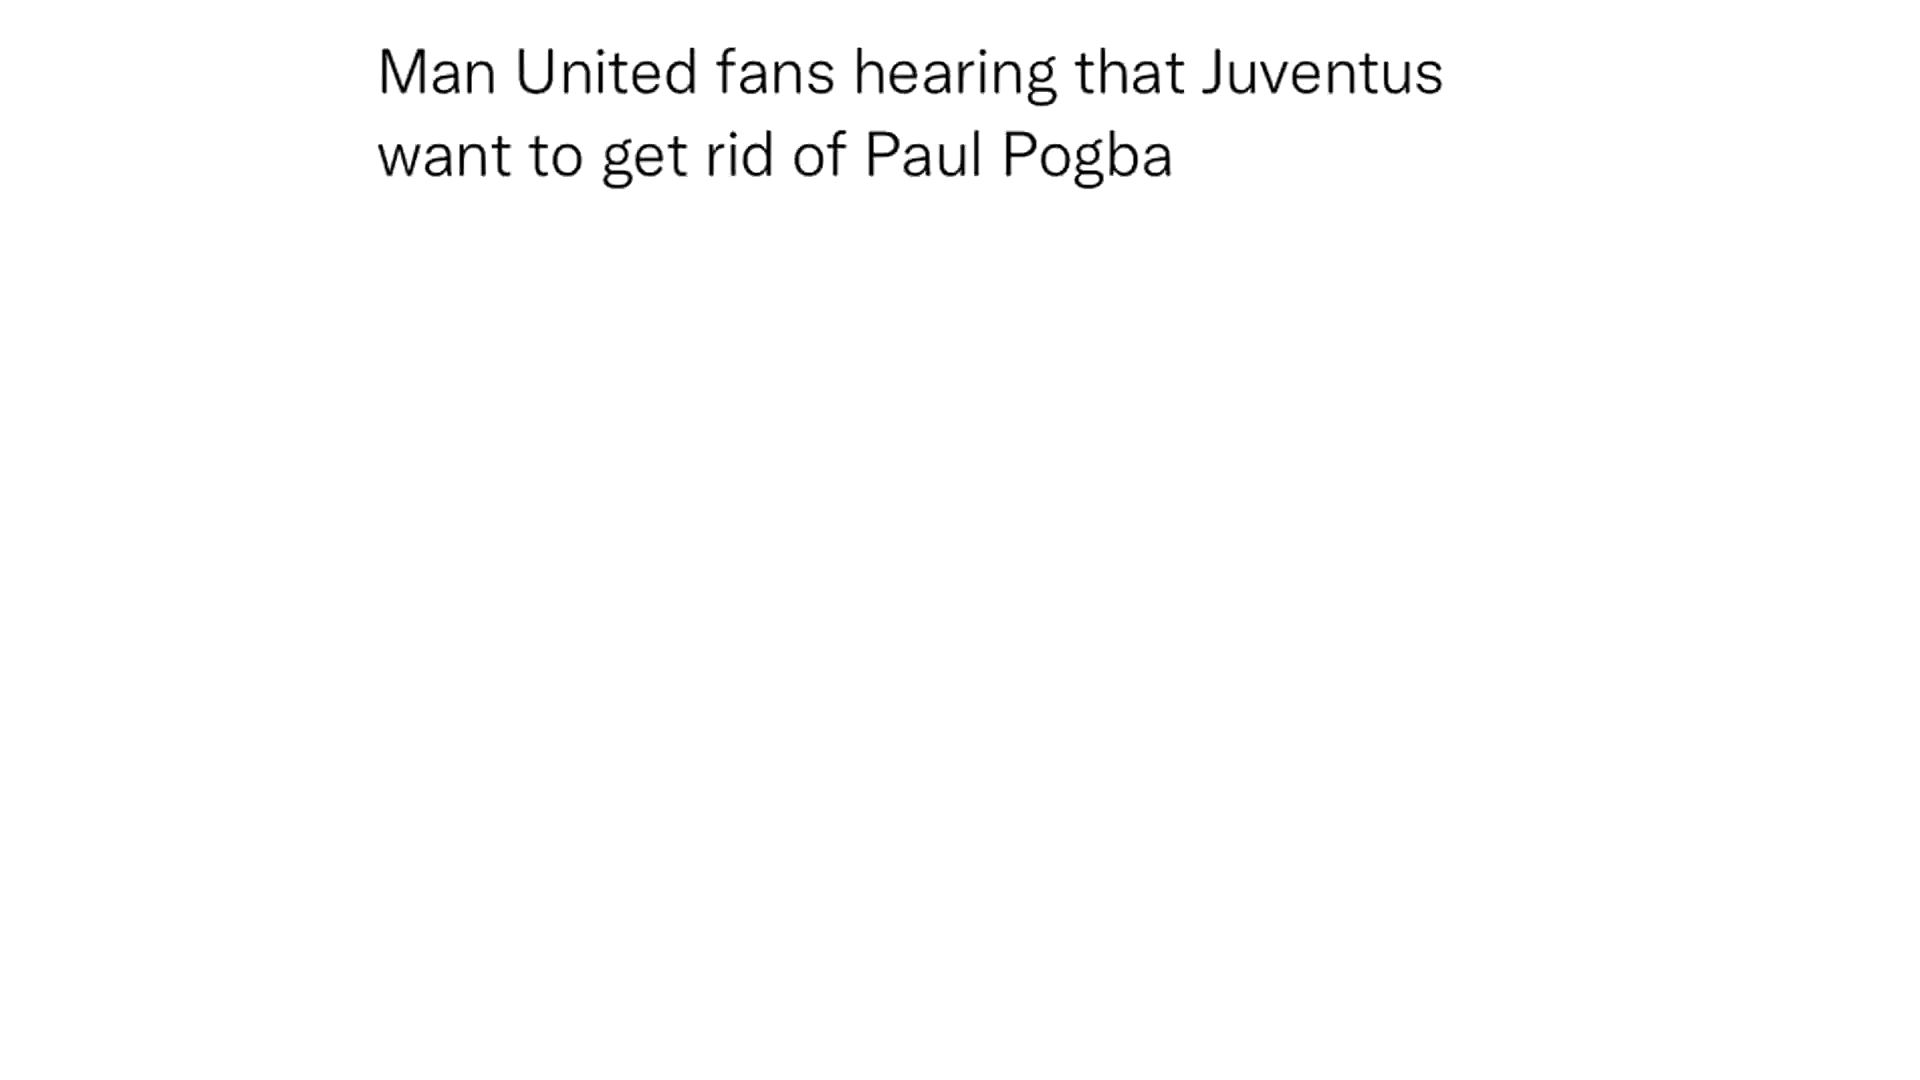 Man United fans hearing that Juventus
want to get rid of Paul Pogba